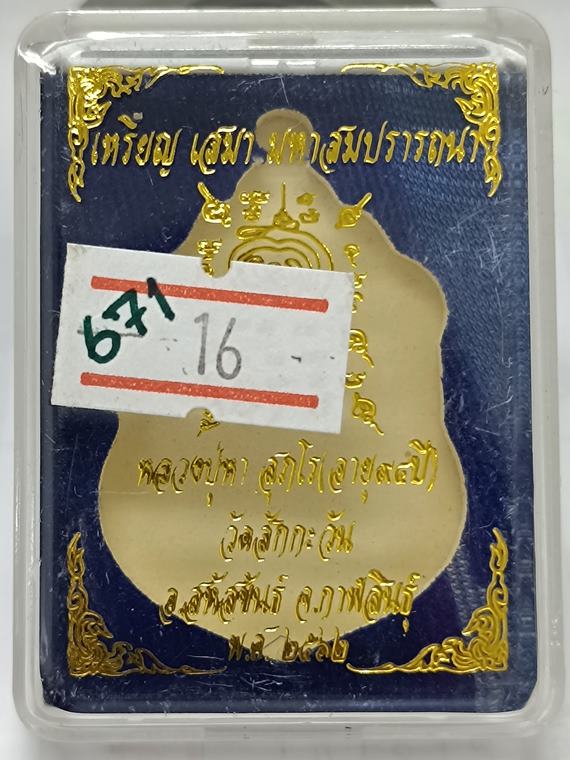 เหรียญ เสมา มหาสมปรารถนา
671
16
หลวงปู่หา สุภโร(อายุ๙๔ปี)
วัดสักกะวัน
อ.สหัสขันธ์ จ.กาฬสินธุ์
พ.ศ. ๒๕๖๒